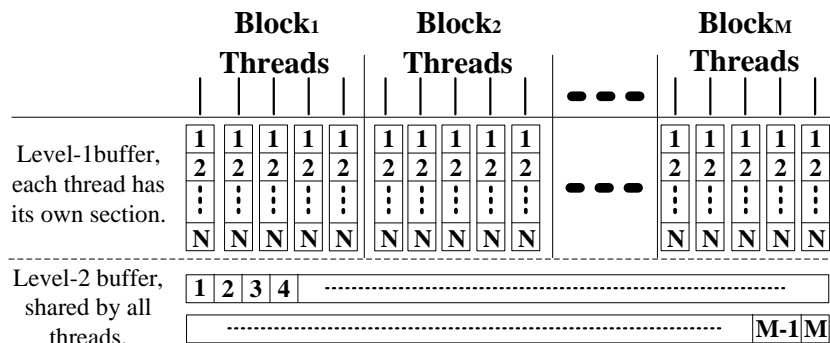 Block1 Block2 BlockM
Threads Threads Threads
Level-1buffer,
each thread has
its own section.
1 1 1 1 1 1 1 1 1 1 1 1 1 1 1
2 2 2 2 2 2 2 2 2 2 2 2 2 2 2
N N N N N N N N N N N N N N N
Level-2 buffer,
shared by all
threads.
1 2 3 4
M-1 M